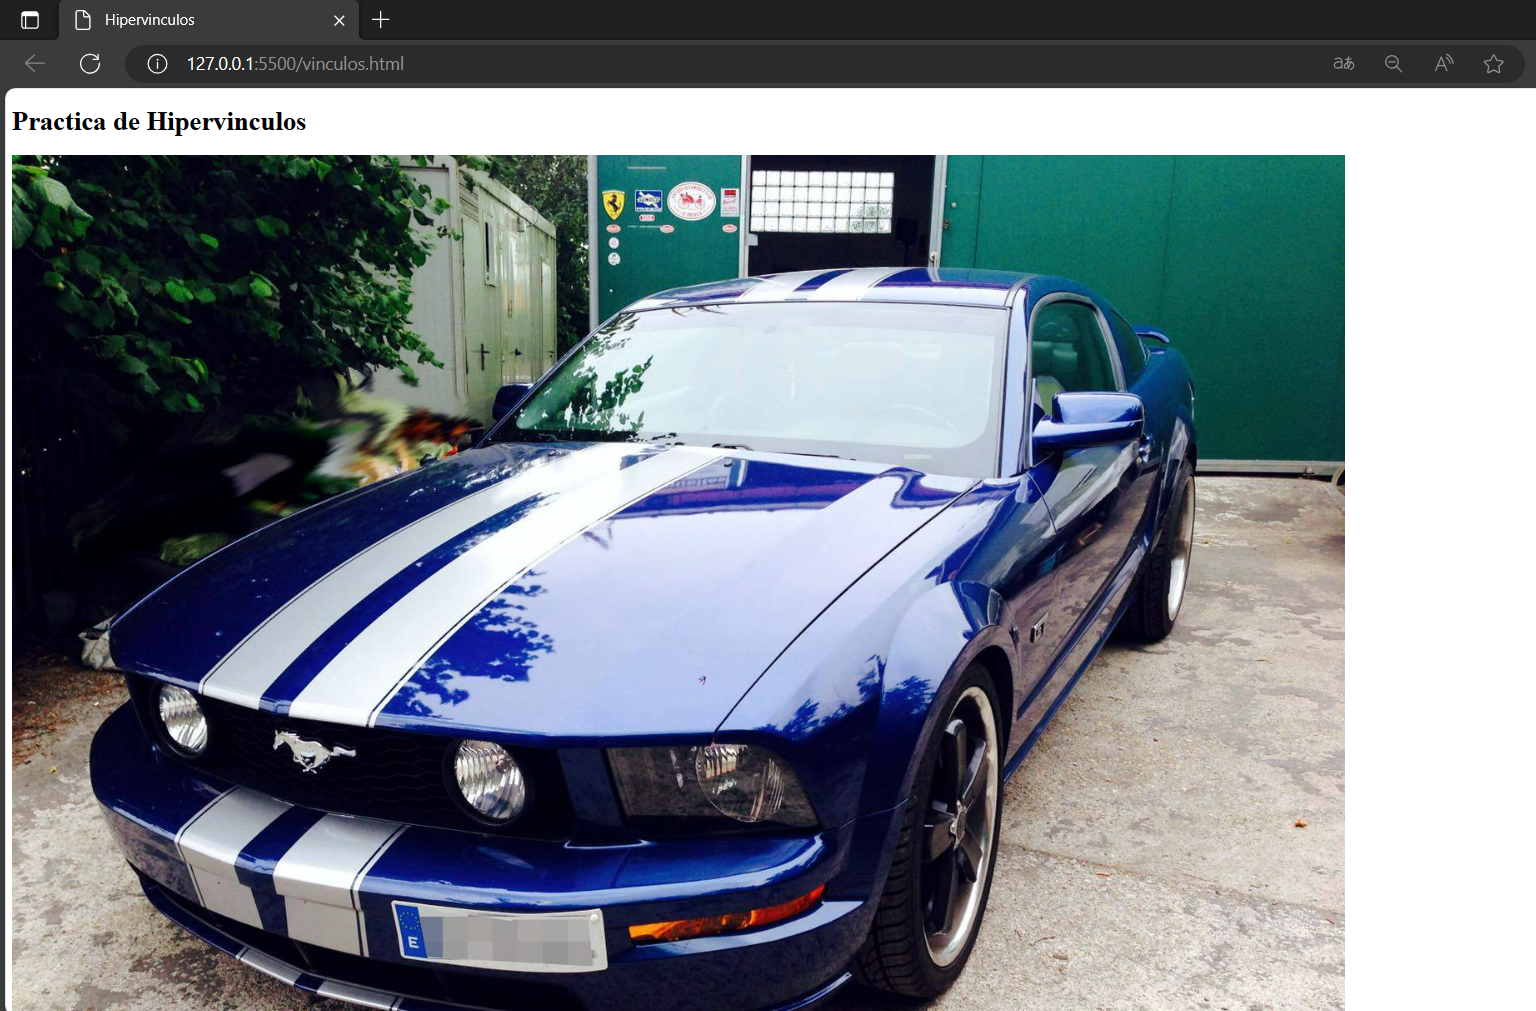 Hipervinculos
127.0.0.1:5500/vinculos.html
Practica de Hipervinculos
E